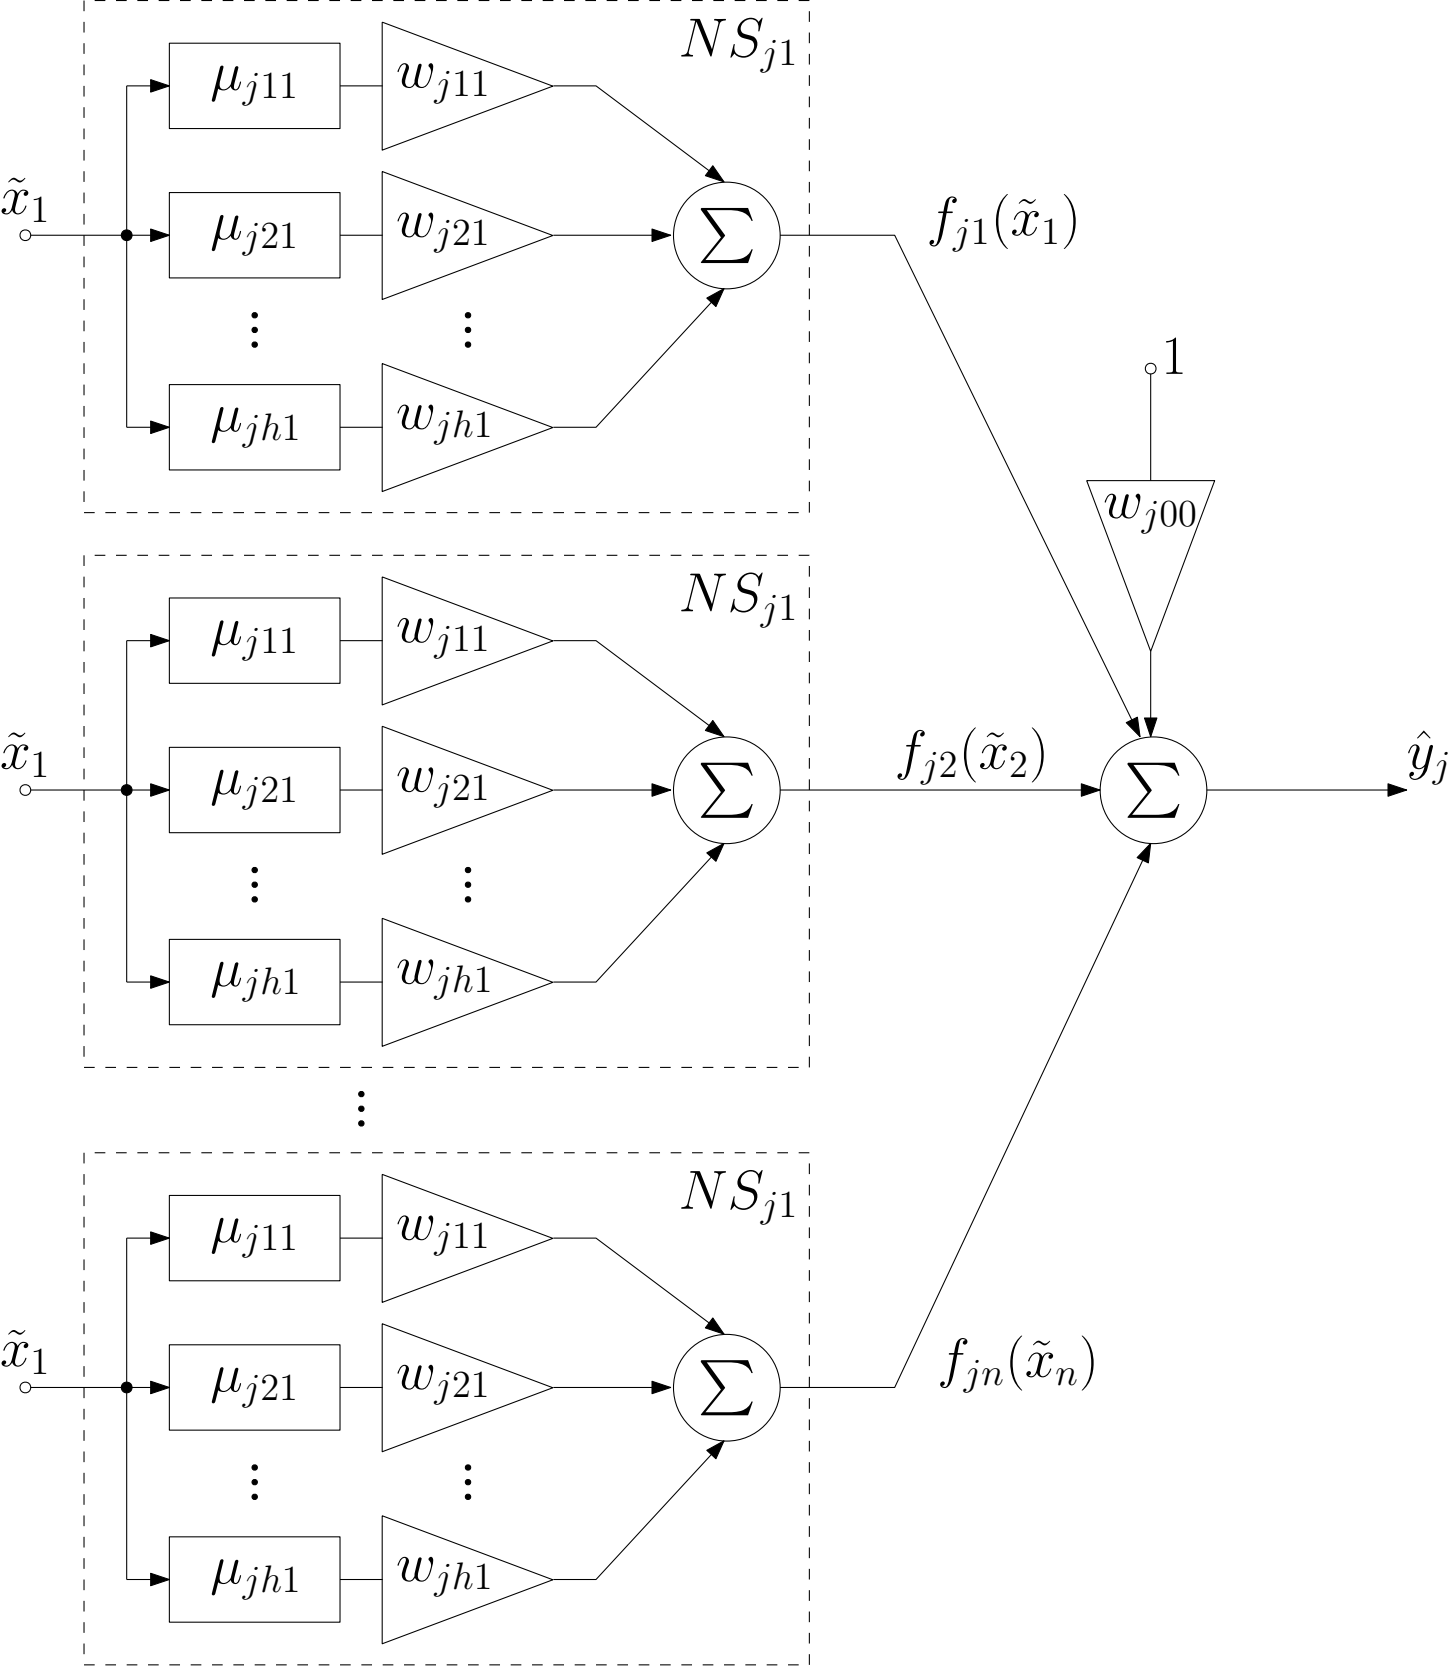 NS_{j1}
μ_{j11} w_{j11}
x̃_1
μ_{j21} w_{j21} ∑ f_{j1}(x̃_1)
⋮ ⋮
μ_{jh1} w_{jh1}
1
w_{j00}
NS_{j1}
μ_{j11} w_{j11}
x̃_1
μ_{j21} w_{j21} ∑ f_{j2}(x̃_2) ∑ ŷ_j
⋮ ⋮
μ_{jh1} w_{jh1}
⋮
NS_{j1}
μ_{j11} w_{j11}
x̃_1
μ_{j21} w_{j21} ∑ f_{jn}(x̃_n)
⋮ ⋮
μ_{jh1} w_{jh1}